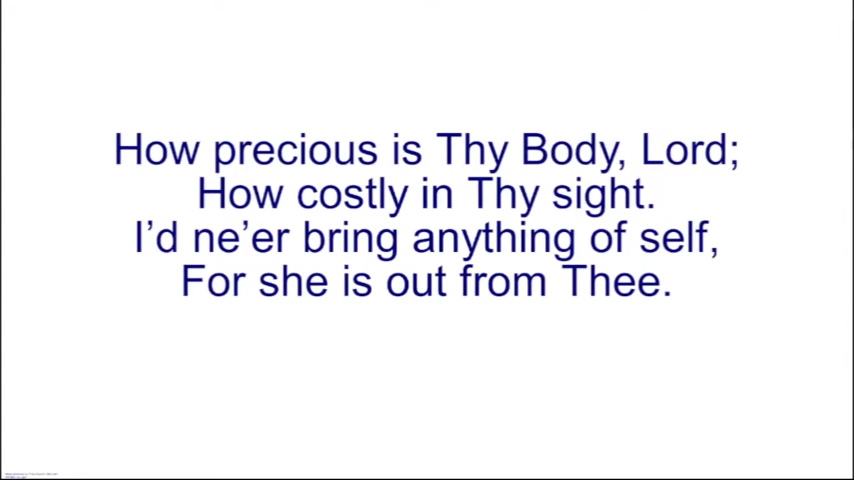 How precious is Thy Body, Lord;
How costly in Thy sight.
I’d ne’er bring anything of self,
For she is out from Thee.